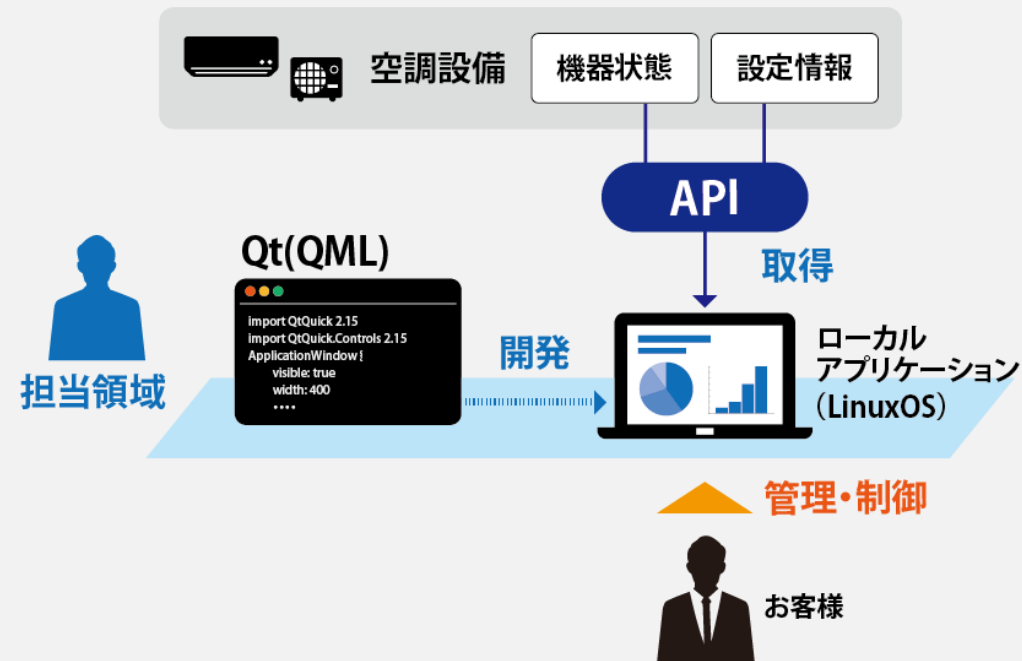 空調設備
機器状態
設定情報
API
取得
Qt(QML)
import QtQuick 2.15
import QtQuick.Controls 2.15
ApplicationWindow {
visible: true
width: 400
••••
開発
担当領域
ローカル
アプリケーション
（LinuxOS）
管理・制御
お客様